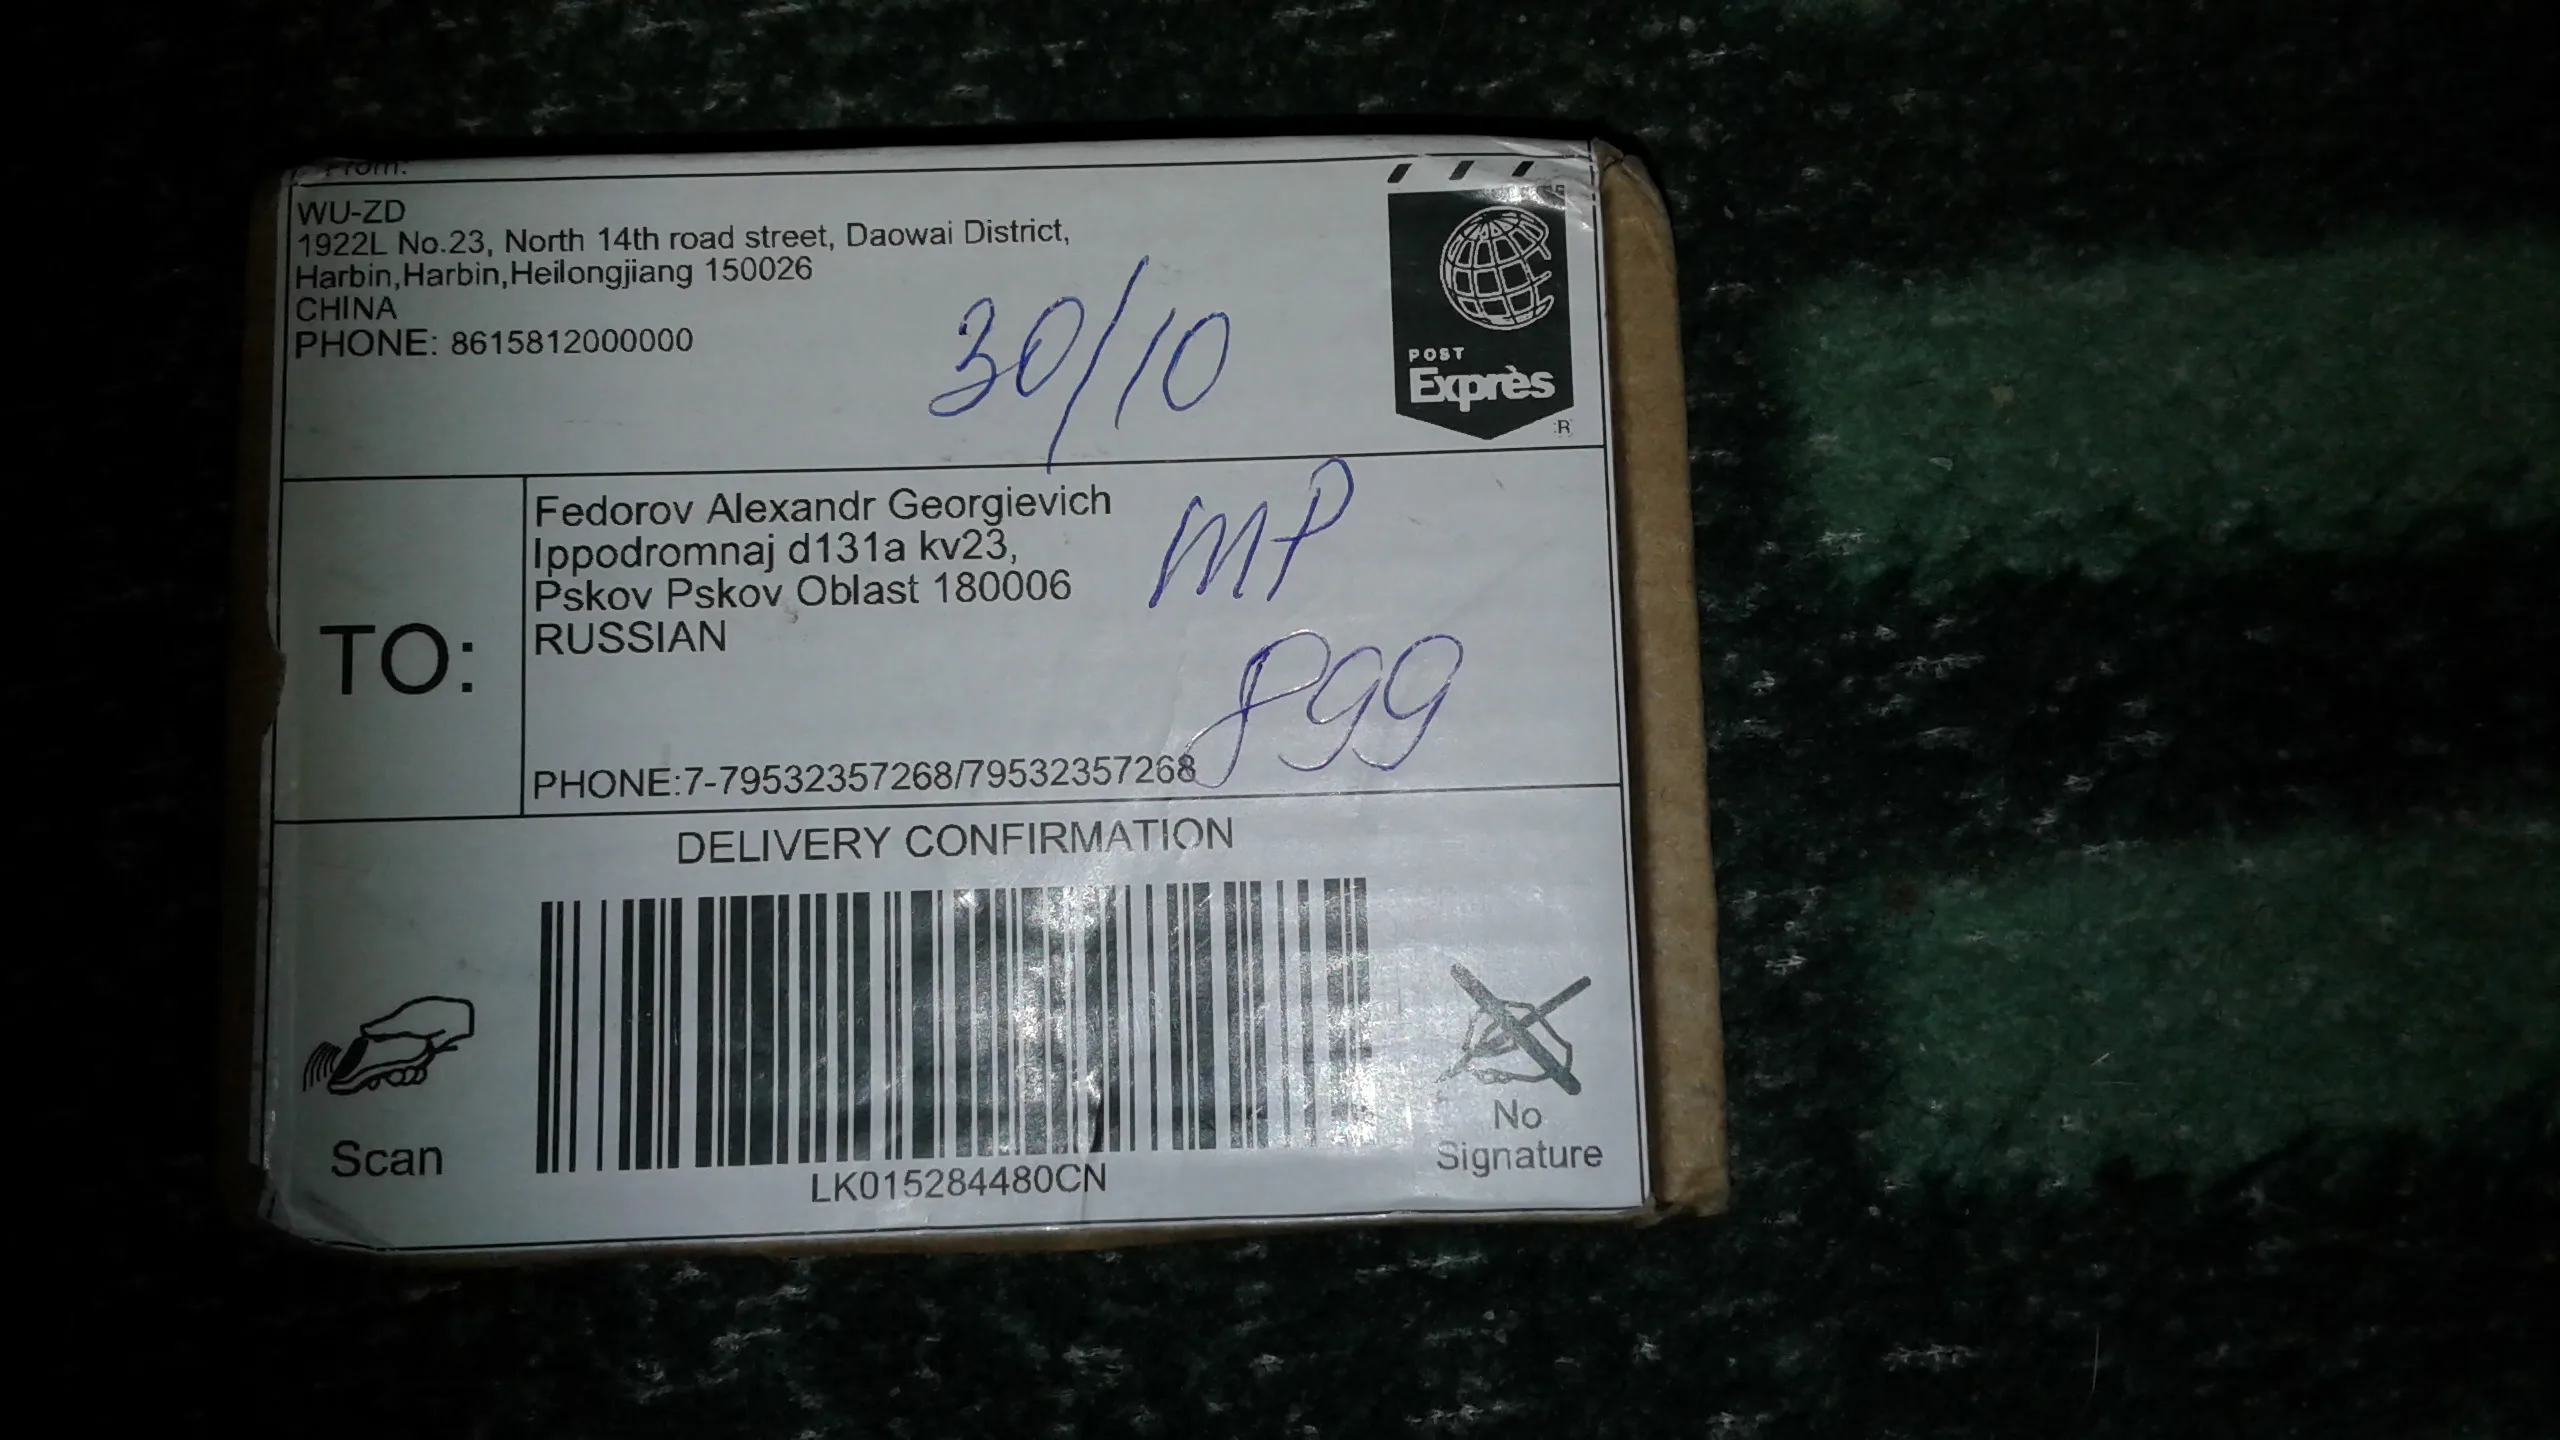 From:
WU-ZD
1922L No.23, North 14th road street, Daowai District,
Harbin,Harbin,Heilongjiang 150026
CHINA
PHONE: 8615812000000
30/10
POST
Exprès
R
TO:
Fedorov Alexandr Georgievich
Ippodromnaj d131a kv23,
Pskov Pskov Oblast 180006
RUSSIAN
MP
899
PHONE:7-79532357268/79532357268
DELIVERY CONFIRMATION
Scan
LK015284480CN
No
Signature